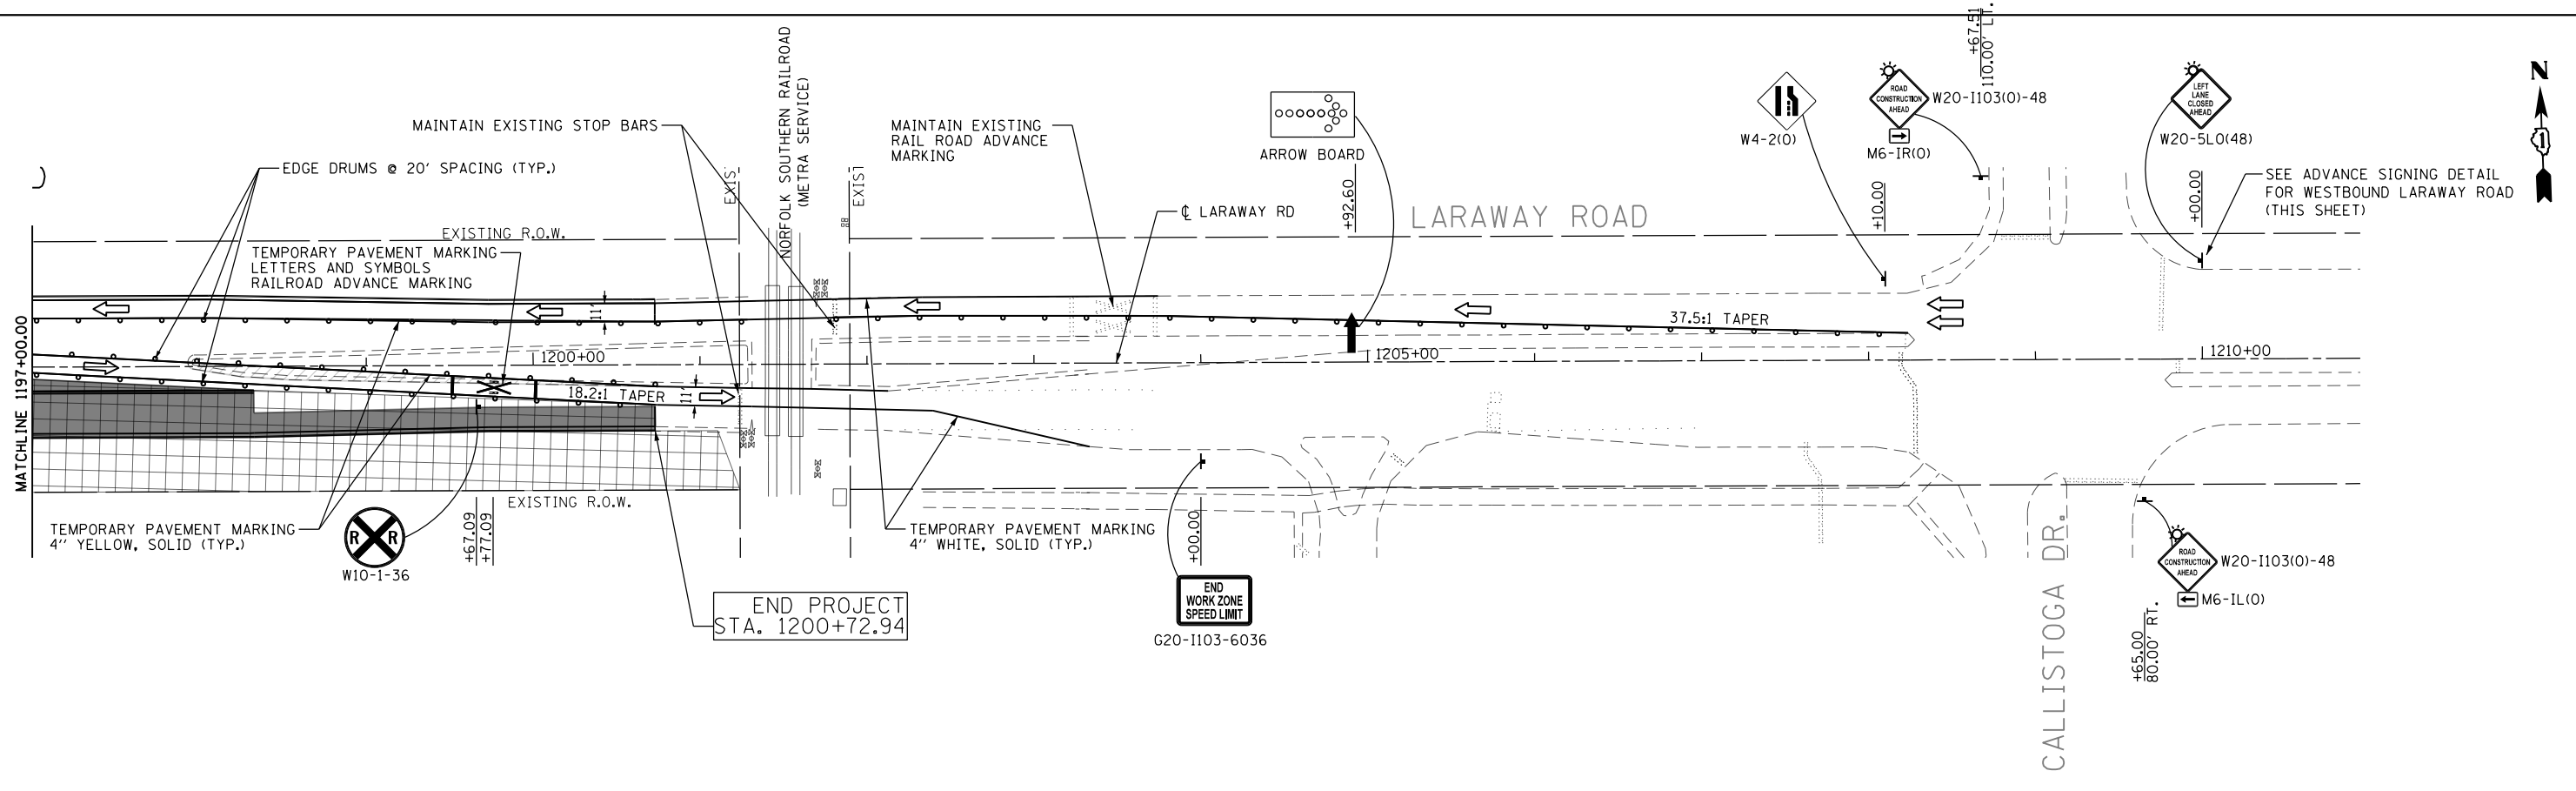 +67.51
110.00' LT.
N
NORFOLK SOUTHERN RAILROAD
(METRA SERVICE)
ROAD
CONSTRUCTION
AHEAD
W20-I103(O)-48
M6-IR(O)
LEFT
LANE
CLOSED
AHEAD
W20-5LO(48)
W4-2(O)
ARROW BOARD
MAINTAIN EXISTING STOP BARS
MAINTAIN EXISTING
RAIL ROAD ADVANCE
MARKING
EDGE DRUMS @ 20' SPACING (TYP.)
EXIS
EXIST
SEE ADVANCE SIGNING DETAIL
FOR WESTBOUND LARAWAY ROAD
(THIS SHEET)
+92.60
+10.00
+00.00
℄ LARAWAY RD
LARAWAY ROAD
EXISTING R.O.W.
TEMPORARY PAVEMENT MARKING
LETTERS AND SYMBOLS
RAILROAD ADVANCE MARKING
11'
37.5:1 TAPER
MATCHLINE 1197+00.00
1200+00
1205+00
1210+00
18.2:1 TAPER
11'
EXISTING R.O.W.
TEMPORARY PAVEMENT MARKING
4" YELLOW, SOLID (TYP.)
R R
W10-1-36
+67.09
+77.09
TEMPORARY PAVEMENT MARKING
4" WHITE, SOLID (TYP.)
+00.00
END PROJECT
STA. 1200+72.94
END
WORK ZONE
SPEED LIMIT
G20-I103-6036
CALLISTOGA DR.
ROAD
CONSTRUCTION
AHEAD
W20-I103(O)-48
M6-IL(O)
+65.00
80.00' RT.